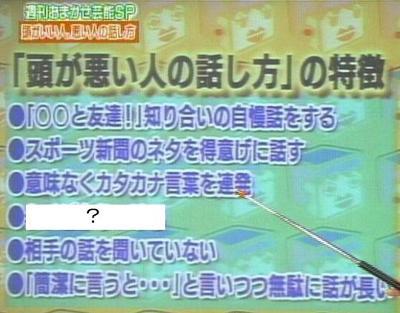 週刊おまかせ芸能SP
頭がいい人、悪い人の話し方
「頭が悪い人の話し方」の特徴
●「○○と友達!」知り合いの自慢話をする
●スポーツ新聞のネタを得意げに話す
●意味なくカタカナ言葉を連発
●?
●相手の話を聞いていない
●「簡潔に言うと・・・」と言いつつ無駄に話が長い